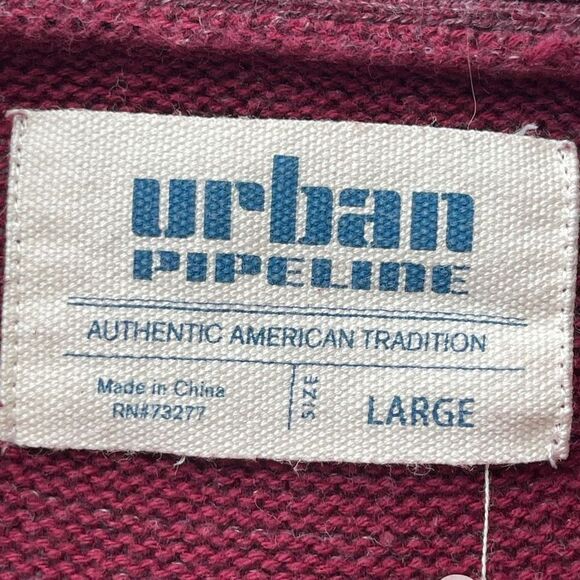 urban
PIPELINE
AUTHENTIC AMERICAN TRADITION
Made in China
RN#73277
SIZE
LARGE